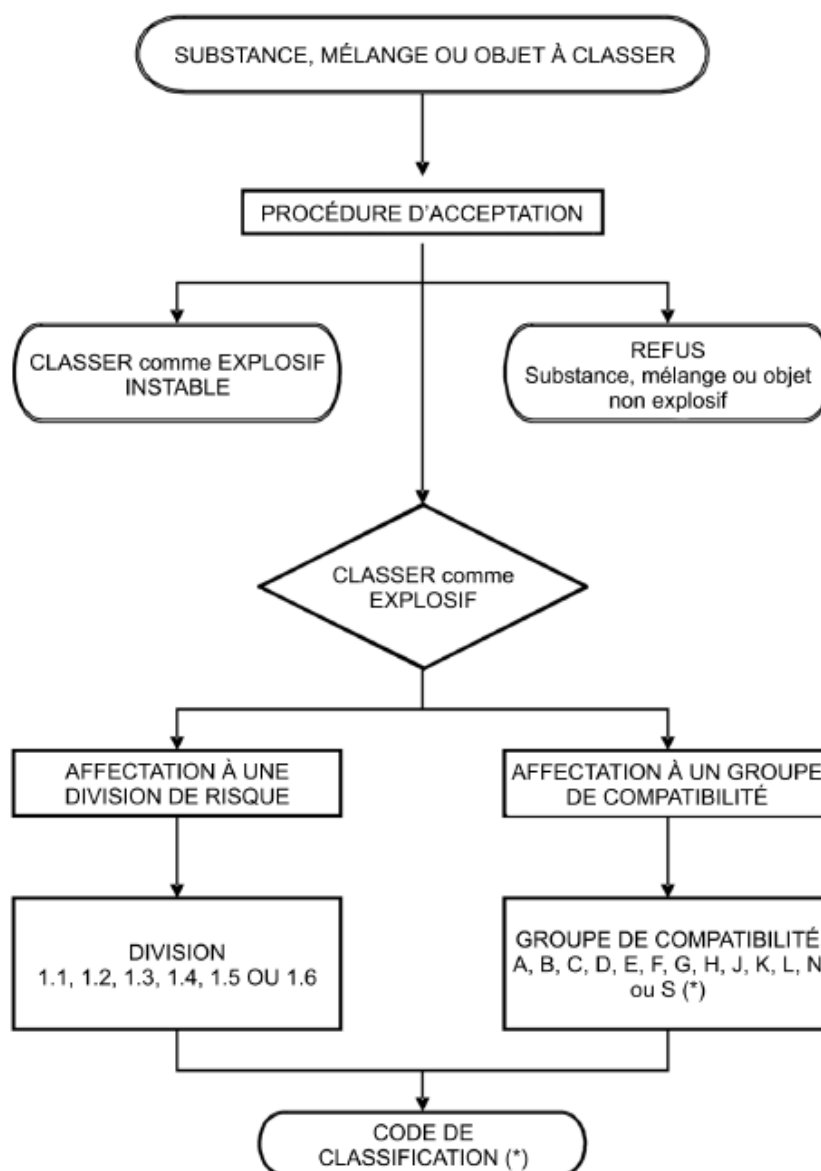 SUBSTANCE, MÉLANGE OU OBJET À CLASSER
PROCÉDURE D'ACCEPTATION
CLASSER comme EXPLOSIF
INSTABLE
REFUS
Substance, mélange ou objet
non explosif
CLASSER comme
EXPLOSIF
AFFECTATION À UNE
DIVISION DE RISQUE
AFFECTATION À UN GROUPE
DE COMPATIBILITÉ
DIVISION
1.1, 1.2, 1.3, 1.4, 1.5 OU 1.6
GROUPE DE COMPATIBILITÉ
A, B, C, D, E, F, G, H, J, K, L, N
ou S (*)
CODE DE
CLASSIFICATION (*)